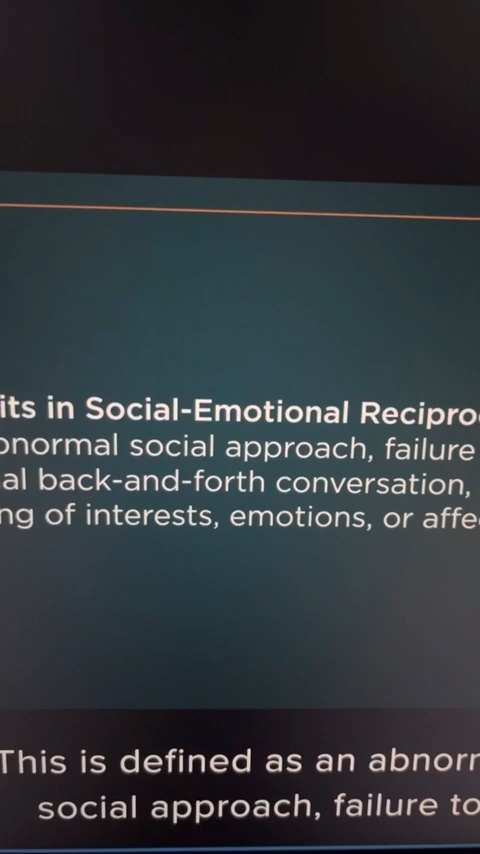 its in Social-Emotional Recipro
onormal social approach, failure
al back-and-forth conversation,
ng of interests, emotions, or affe
This is defined as an abnorm
social approach, failure to